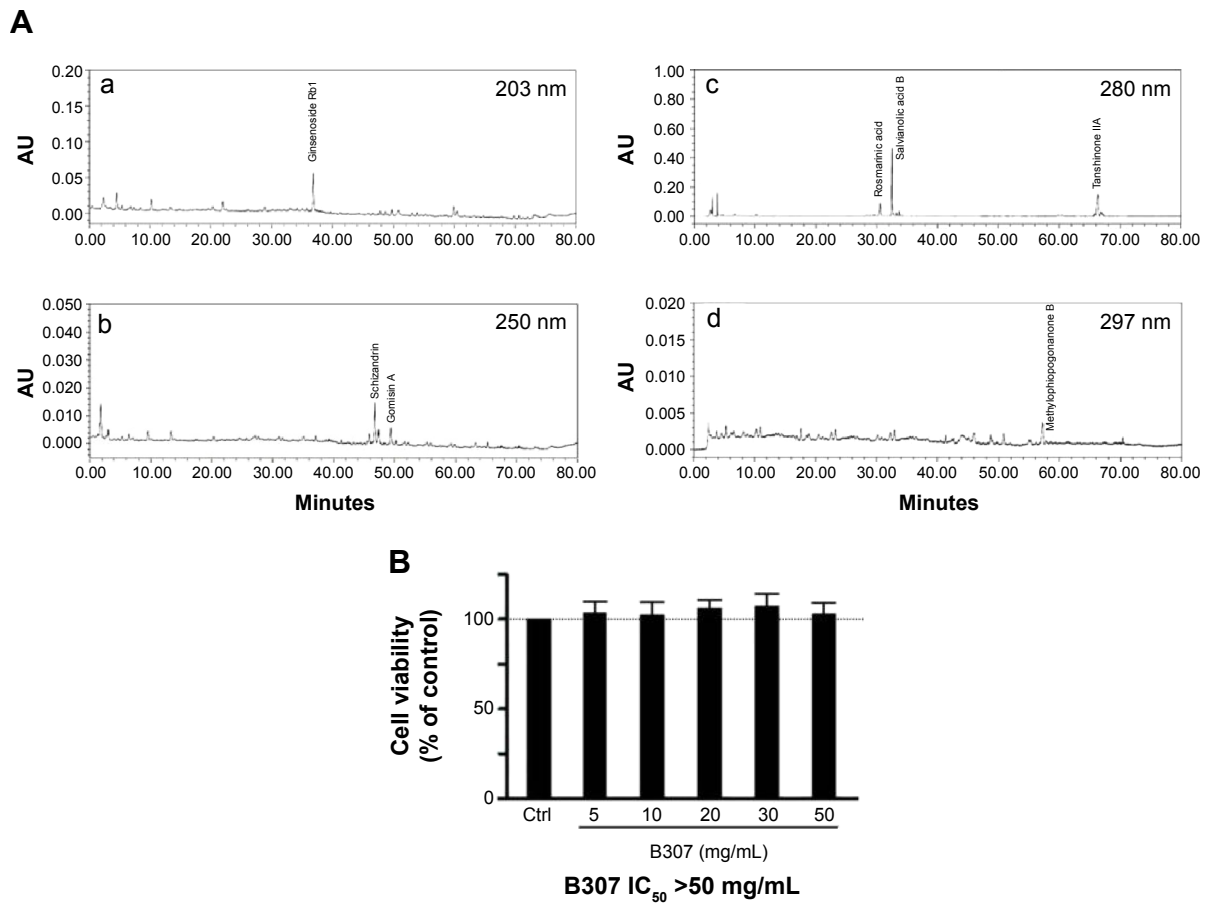 A
a
203 nm
0.20
0.15
0.10
0.05
0.00
AU
Ginsenoside Rb1
0.00 10.00 20.00 30.00 40.00 50.00 60.00 70.00 80.00
c
280 nm
1.00
0.80
0.60
0.40
0.20
0.00
AU
Rosmarinic acid
Salvianolic acid B
Tanshinone IIA
0.00 10.00 20.00 30.00 40.00 50.00 60.00 70.00 80.00
b
250 nm
0.050
0.040
0.030
0.020
0.010
0.000
AU
Schizandrin
Gomisin A
0.00 10.00 20.00 30.00 40.00 50.00 60.00 70.00 80.00
Minutes
d
297 nm
0.020
0.015
0.010
0.005
0.000
AU
Methylophiopogonanone B
0.00 10.00 20.00 30.00 40.00 50.00 60.00 70.00 80.00
Minutes
B
Cell viability
(% of control)
100
50
0
Ctrl 5 10 20 30 50
B307 (mg/mL)
B307 IC50 >50 mg/mL